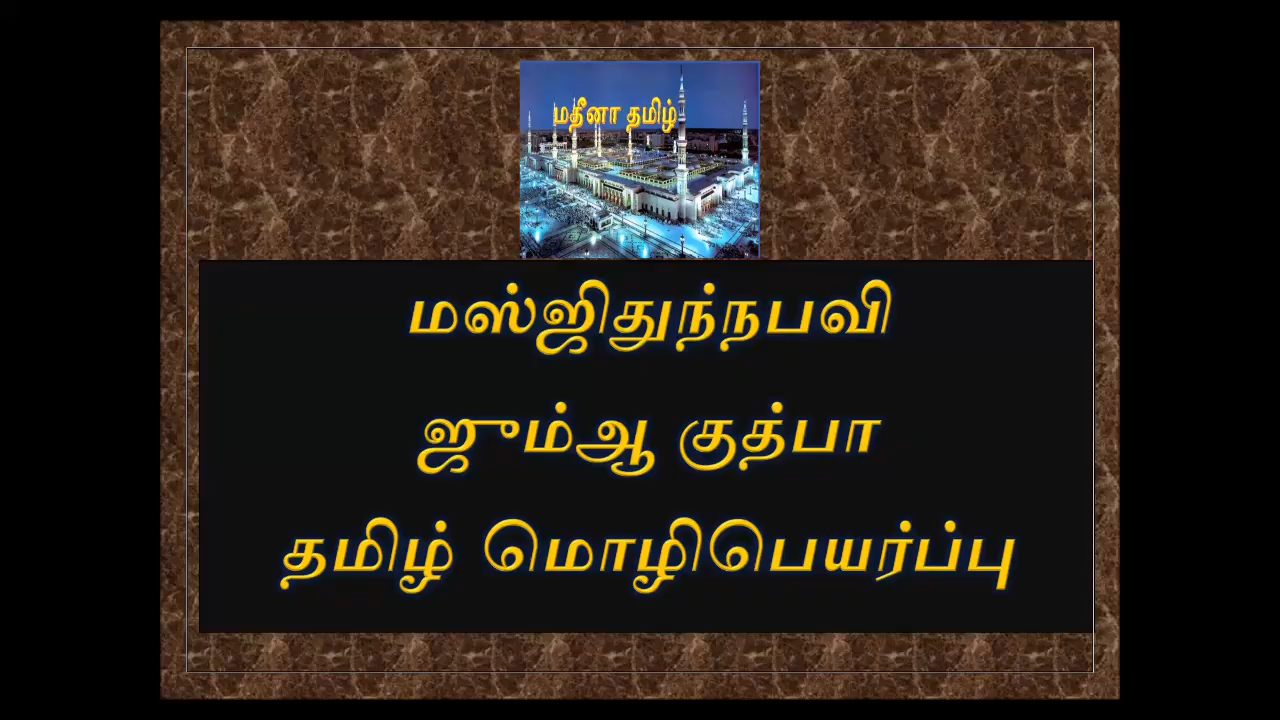 மதீனா தமிழ்
மஸ்ஜிதுந்நபவி
ஜும்ஆ குத்பா
தமிழ் மொழிபெயர்ப்பு